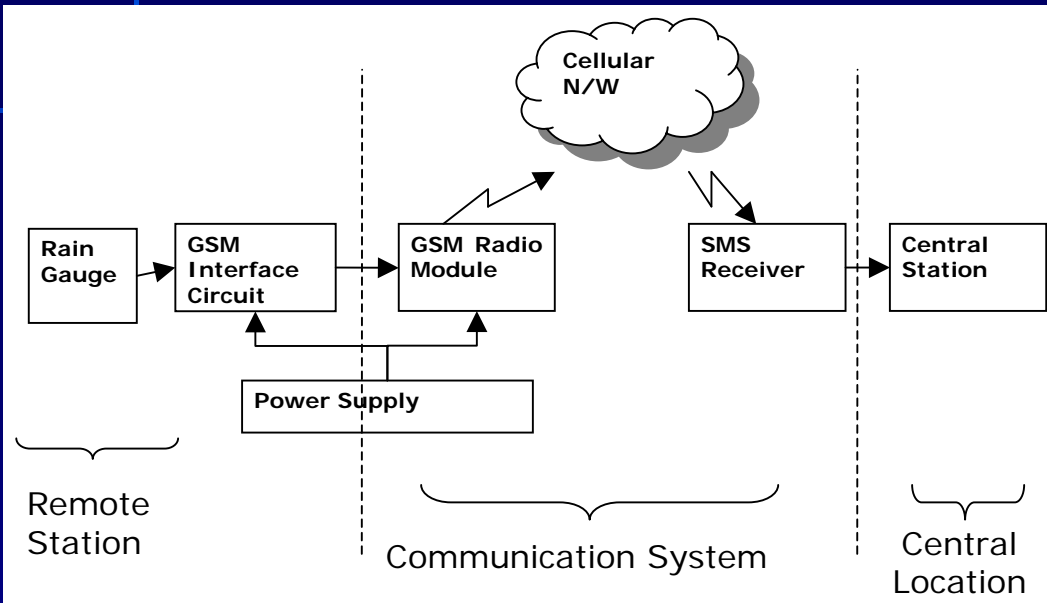 Cellular
N/W
Rain
Gauge
GSM
Interface
Circuit
GSM Radio
Module
SMS
Receiver
Central
Station
Power Supply
Remote
Station
Communication System
Central
Location